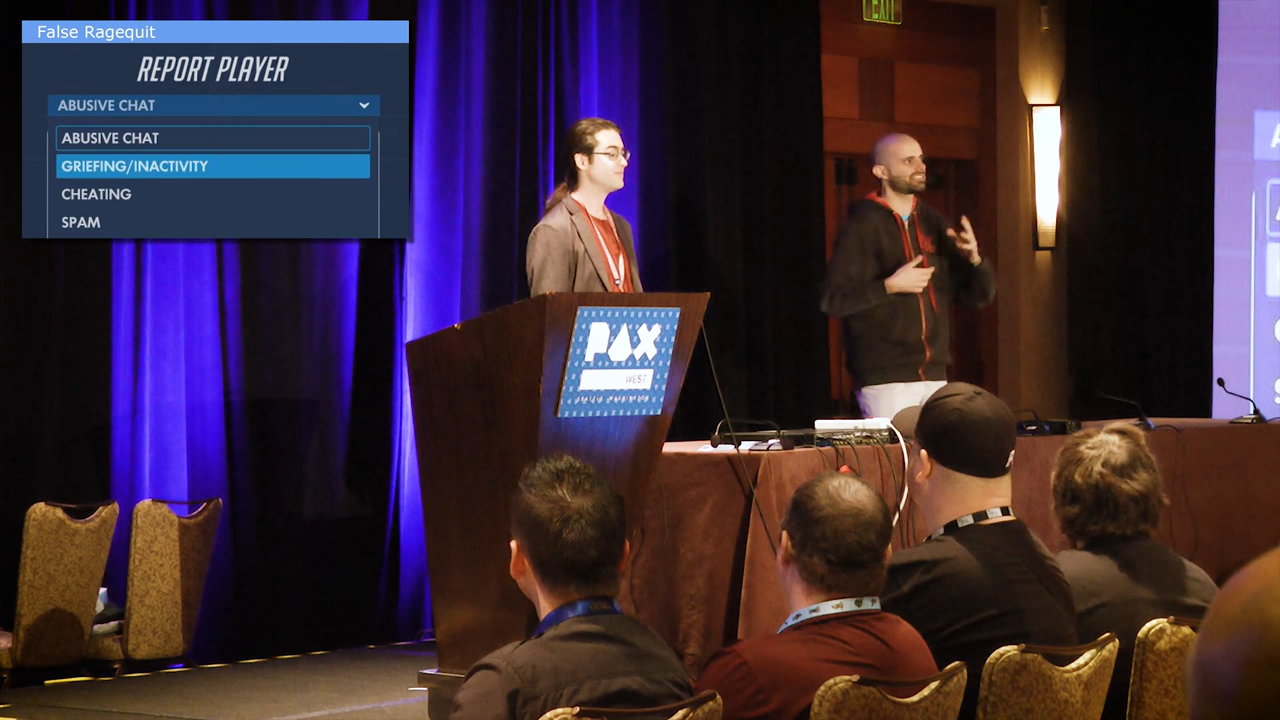 False Ragequit
REPORT PLAYER
ABUSIVE CHAT
ABUSIVE CHAT
GRIEFING/INACTIVITY
CHEATING
SPAM
EXIT
PAX
WEST